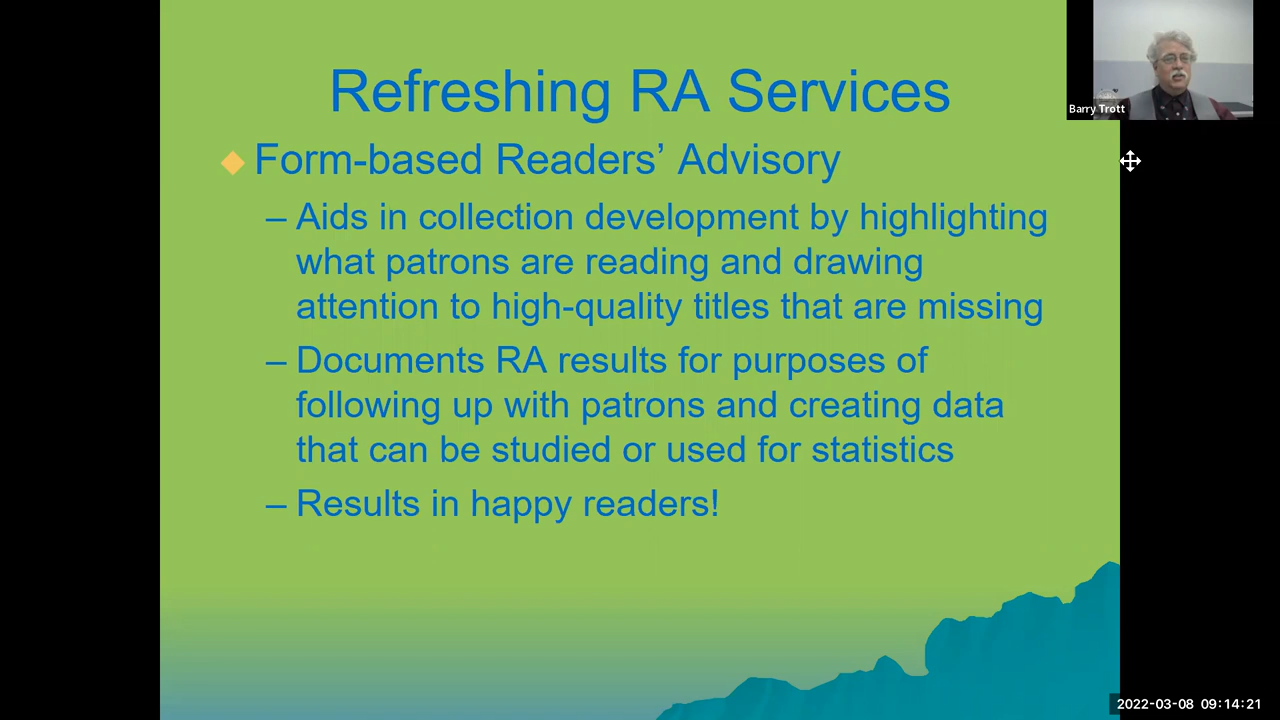 Refreshing RA Services
Form-based Readers’ Advisory
– Aids in collection development by highlighting
what patrons are reading and drawing
attention to high-quality titles that are missing
– Documents RA results for purposes of
following up with patrons and creating data
that can be studied or used for statistics
– Results in happy readers!
Barry Trott
2022-03-08 09:14:21